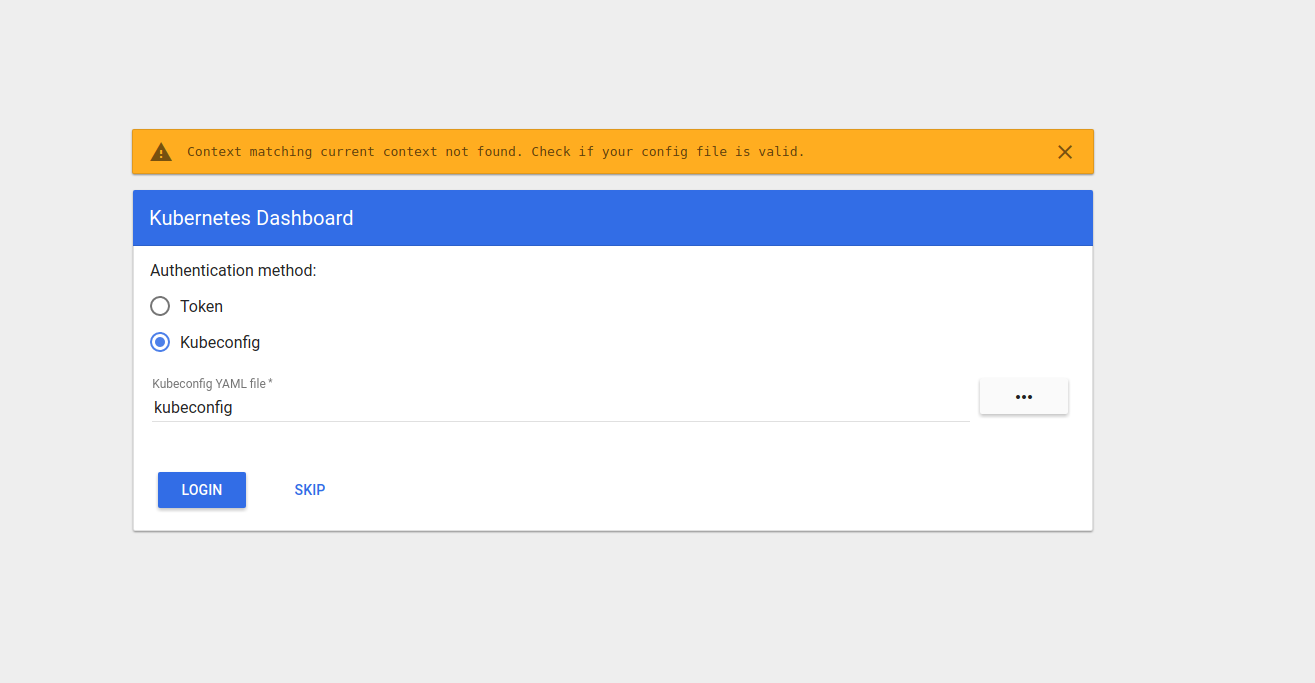 Context matching current context not found. Check if your config file is valid.
Kubernetes Dashboard
Authentication method:
Token
Kubeconfig
Kubeconfig YAML file *
kubeconfig
LOGIN SKIP